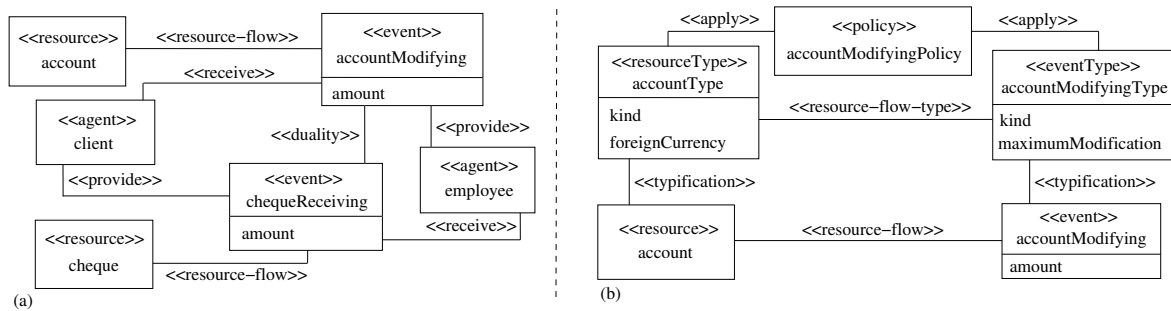 <<resource>>
account
<<resource-flow>>
<<event>>
accountModifying
amount
<<receive>>
<<agent>>
client
<<duality>>
<<provide>>
<<agent>>
employee
<<provide>>
<<event>>
chequeReceiving
amount
<<receive>>
<<resource>>
cheque
<<resource-flow>>
(a)
<<apply>>
<<policy>>
accountModifyingPolicy
<<apply>>
<<resourceType>>
accountType
kind
foreignCurrency
<<resource-flow-type>>
<<eventType>>
accountModifyingType
kind
maximumModification
<<typification>>
<<typification>>
<<resource>>
account
<<resource-flow>>
<<event>>
accountModifying
amount
(b)